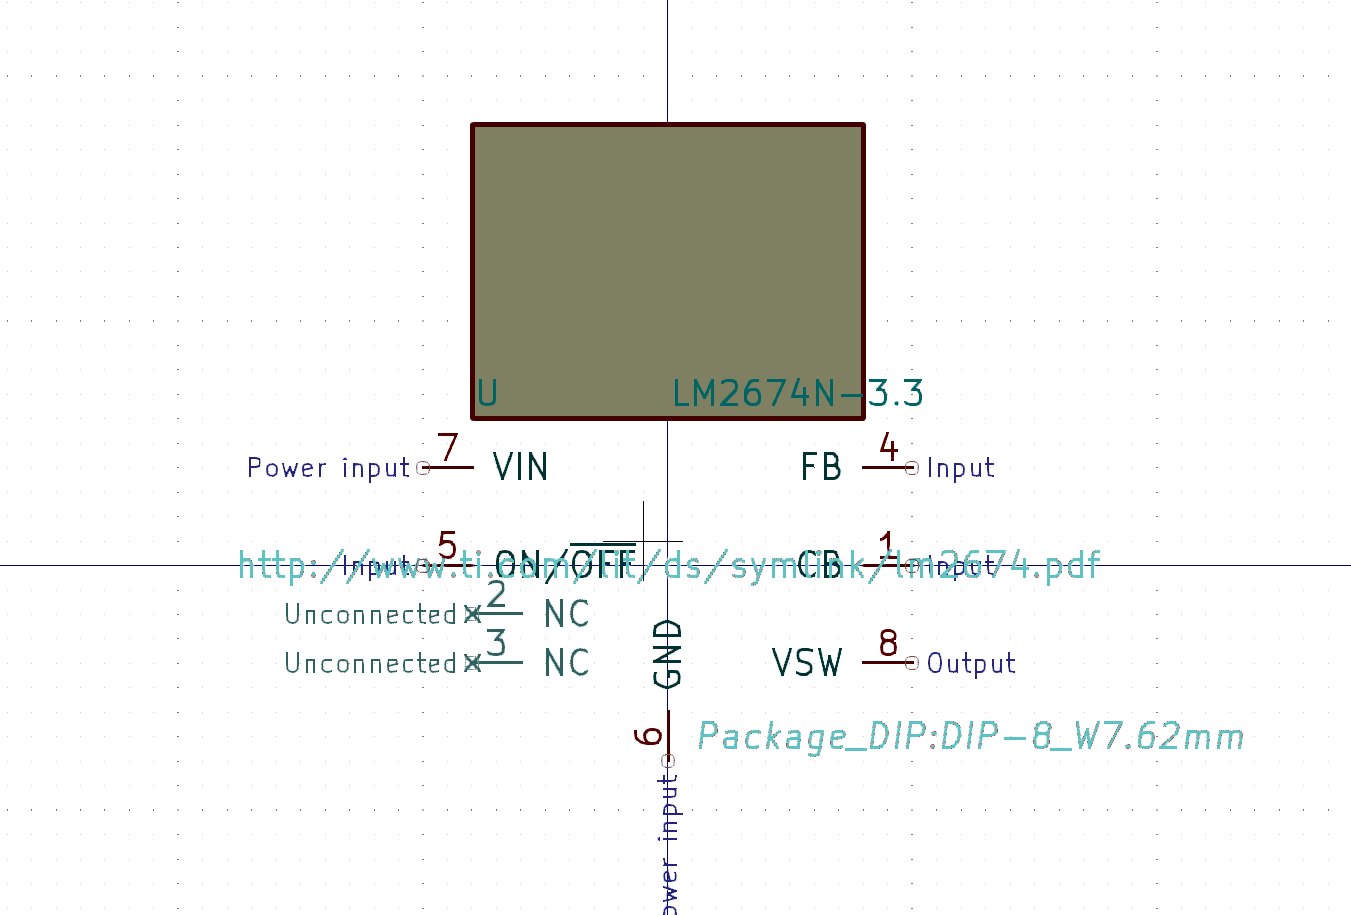 U LM2674N-3.3
7 4
Power input VIN FB Input
5 1
Input ON/OFF CB Input
http://www.ti.com/lit/ds/symlink/lm2674.pdf
2
Unconnected NC
3 8
Unconnected NC GND VSW Output
6 Package_DIP:DIP-8_W7.62mm
ower input